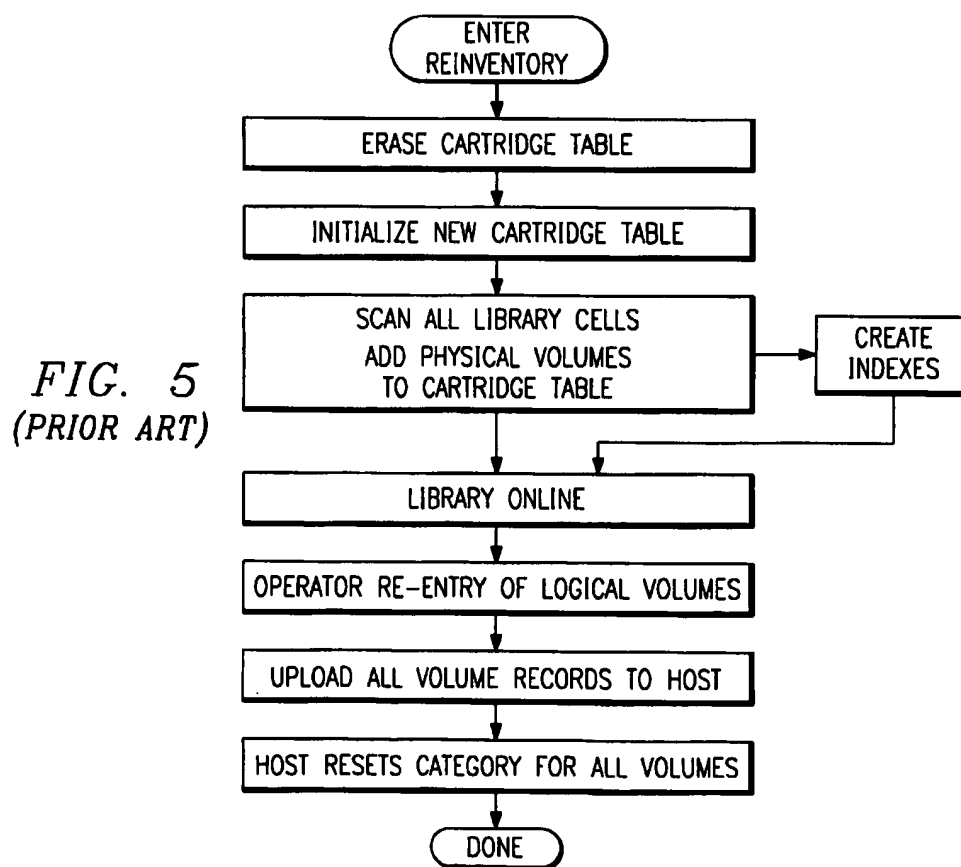 ENTER
REINVENTORY
ERASE CARTRIDGE TABLE
INITIALIZE NEW CARTRIDGE TABLE
SCAN ALL LIBRARY CELLS
ADD PHYSICAL VOLUMES
TO CARTRIDGE TABLE
CREATE
INDEXES
FIG. 5
(PRIOR ART)
LIBRARY ONLINE
OPERATOR RE-ENTRY OF LOGICAL VOLUMES
UPLOAD ALL VOLUME RECORDS TO HOST
HOST RESETS CATEGORY FOR ALL VOLUMES
DONE